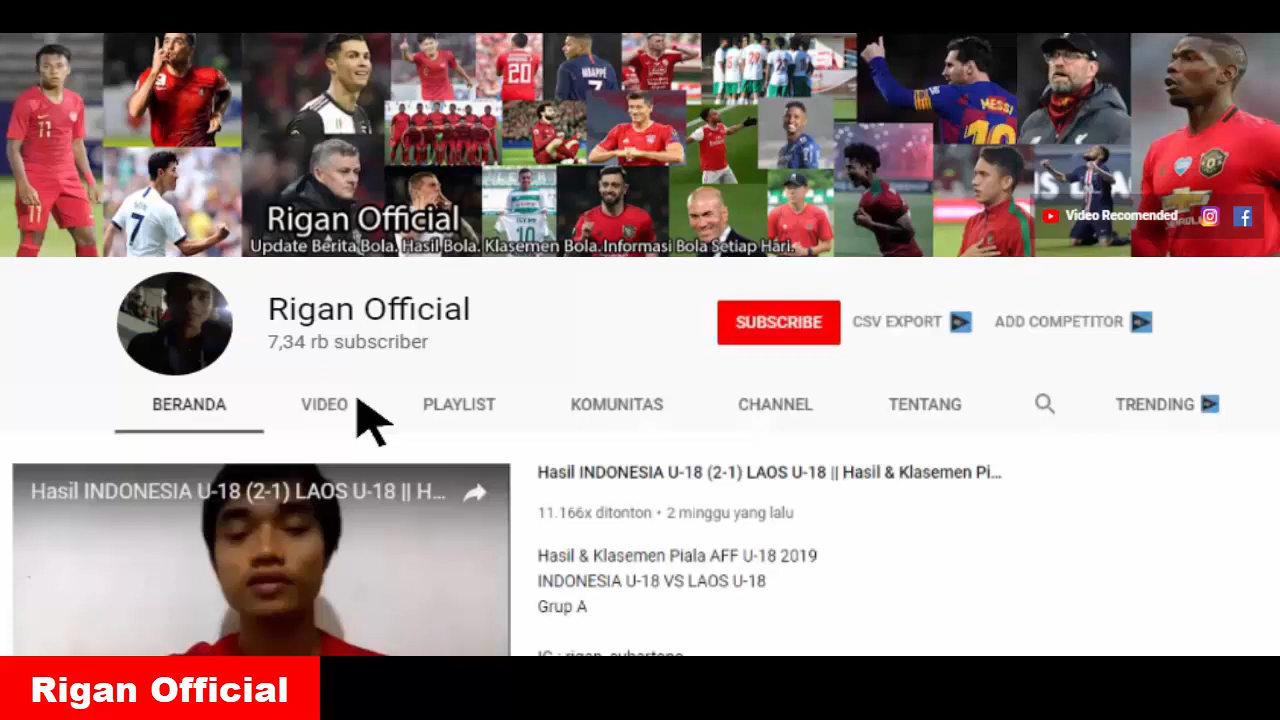 11
11
7
20
MBAPPE
7
10
MESSI
10
Rigan Official
Update Berita Bola. Hasil Bola. Klasemen Bola. Informasi Bola Setiap Hari.
Video Recomended
Rigan Official
7,34 rb subscriber
SUBSCRIBE
CSV EXPORT
ADD COMPETITOR
BERANDA
VIDEO
PLAYLIST
KOMUNITAS
CHANNEL
TENTANG
TRENDING
Hasil INDONESIA U-18 (2-1) LAOS U-18 || H...
Hasil INDONESIA U-18 (2-1) LAOS U-18 || Hasil & Klasemen Pi...
11.166x ditonton • 2 minggu yang lalu
Hasil & Klasemen Piala AFF U-18 2019
INDONESIA U-18 VS LAOS U-18
Grup A
Rigan Official